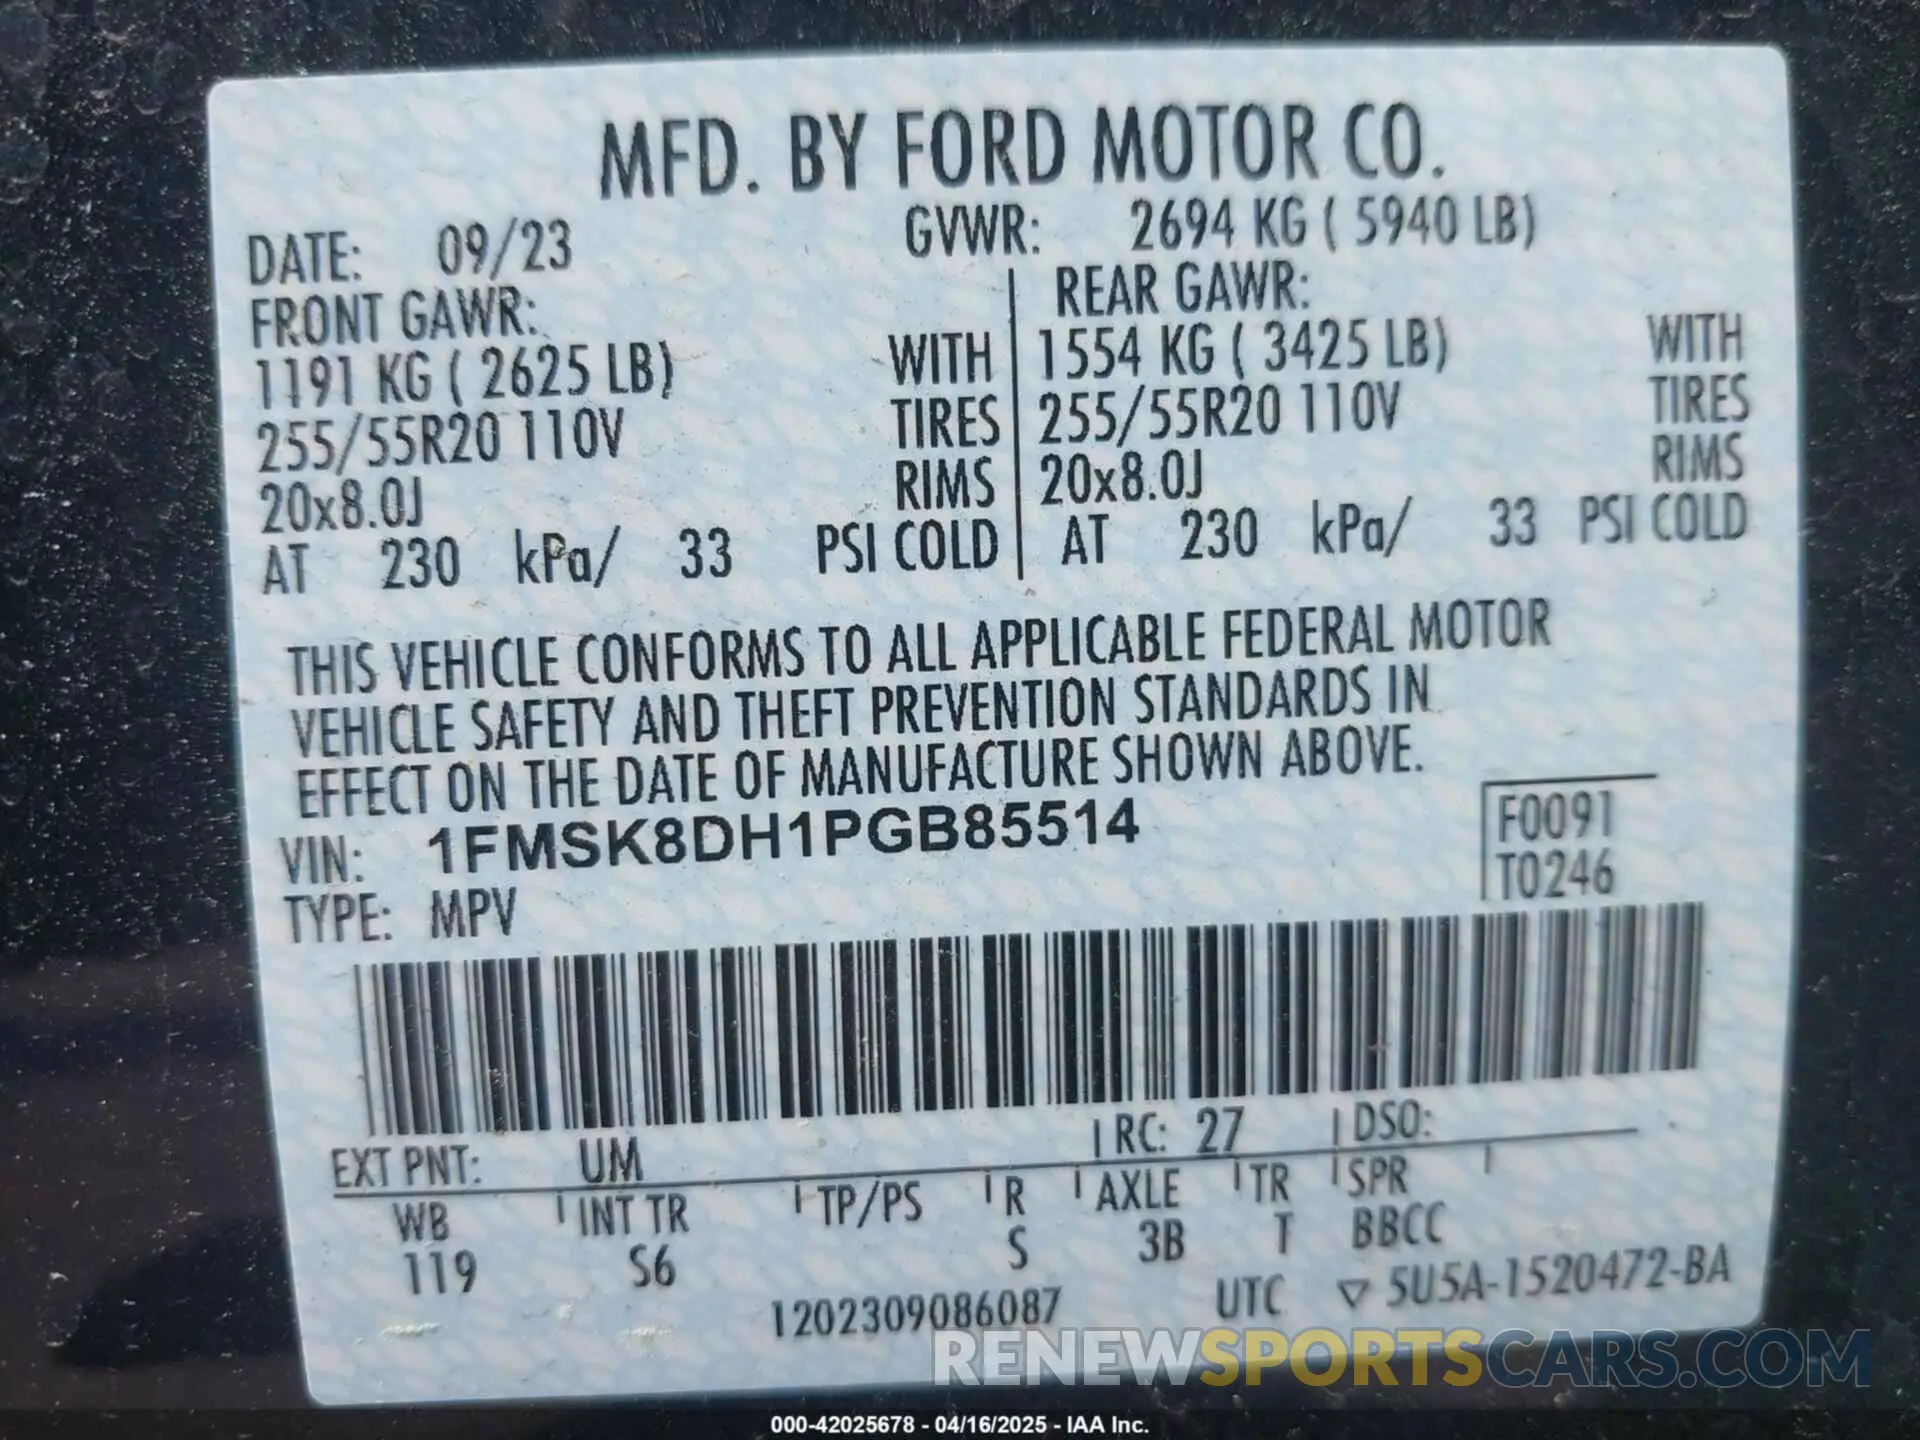 MFD. BY FORD MOTOR CO.
DATE: 09/23 GVWR: 2694 KG ( 5940 LB)
FRONT GAWR: REAR GAWR:
1191 KG ( 2625 LB) WITH 1554 KG ( 3425 LB) WITH
255/55R20 110V TIRES 255/55R20 110V TIRES
20x8.0J RIMS 20x8.0J RIMS
AT 230 kPa/ 33 PSI COLD AT 230 kPa/ 33 PSI COLD
THIS VEHICLE CONFORMS TO ALL APPLICABLE FEDERAL MOTOR
VEHICLE SAFETY AND THEFT PREVENTION STANDARDS IN
EFFECT ON THE DATE OF MANUFACTURE SHOWN ABOVE.
VIN: 1FMSK8DH1PGB85514 F0091
TYPE: MPV T0246
EXT PNT: UM RC: 27 DSO:
WB INT TR TP/PS R AXLE TR SPR
119 S6 S 3B T BBCC
1202309086087 UTC ▽ 5U5A-1520472-BA
RENEWSPORTSCARS.COM
000-42025678 - 04/16/2025 - IAA Inc.